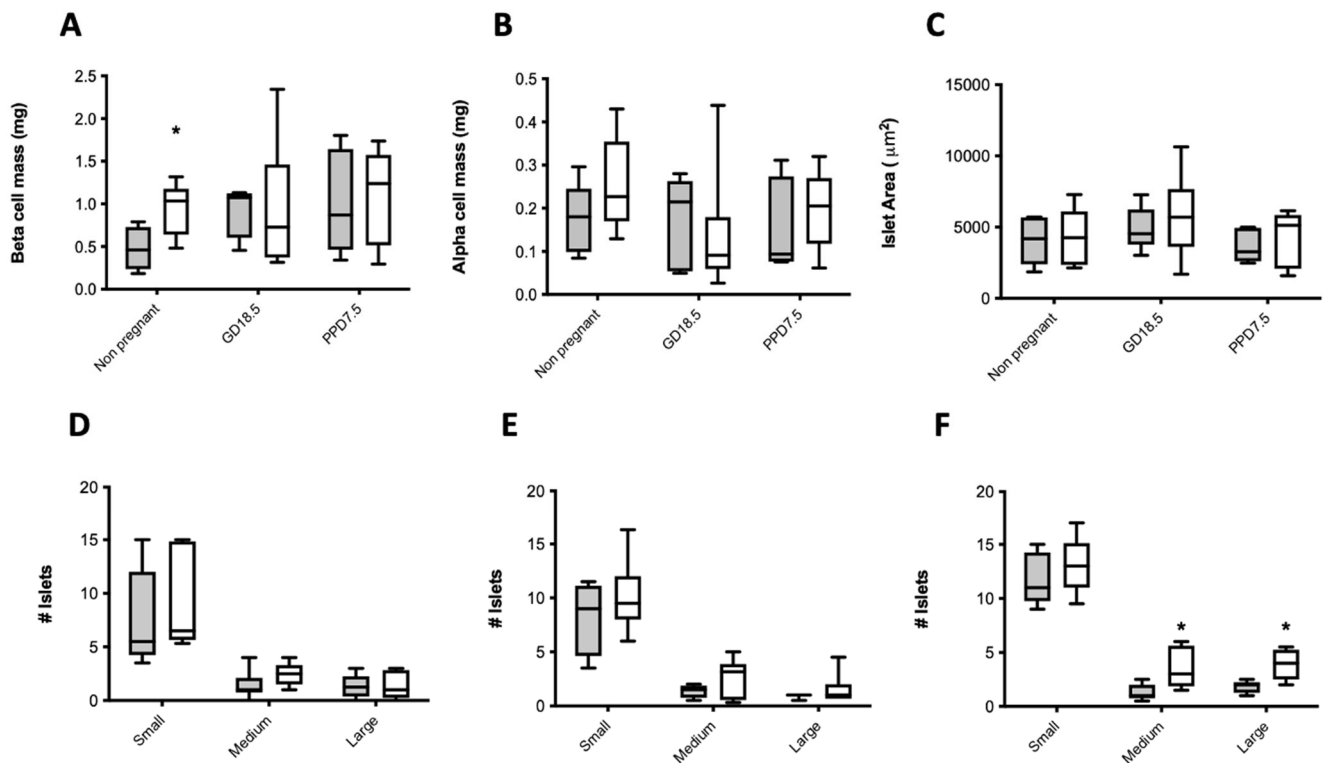 A
B
C
Beta cell mass (mg)
2.5
2.0
1.5
1.0
0.5
0.0
*
Non pregnant
GD18.5
PPD7.5
Alpha cell mass (mg)
0.5
0.4
0.3
0.2
0.1
0.0
Non pregnant
GD18.5
PPD7.5
Islet Area ( μm²)
15000
10000
5000
0
Non pregnant
GD18.5
PPD7.5
D
E
F
# Islets
20
15
10
5
0
Small
Medium
Large
# Islets
20
15
10
5
0
Small
Medium
Large
# Islets
20
15
10
5
0
*
*
Small
Medium
Large